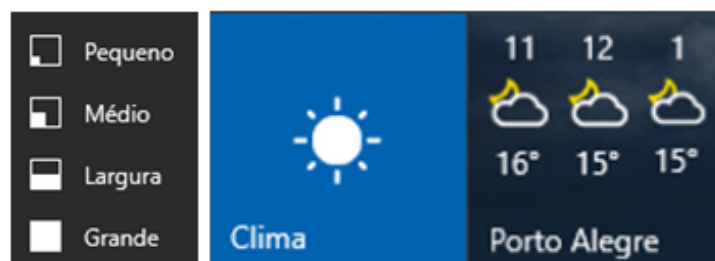 Pequeno
Médio
Largura
Grande
Clima
11 12 1
16° 15° 15°
Porto Alegre